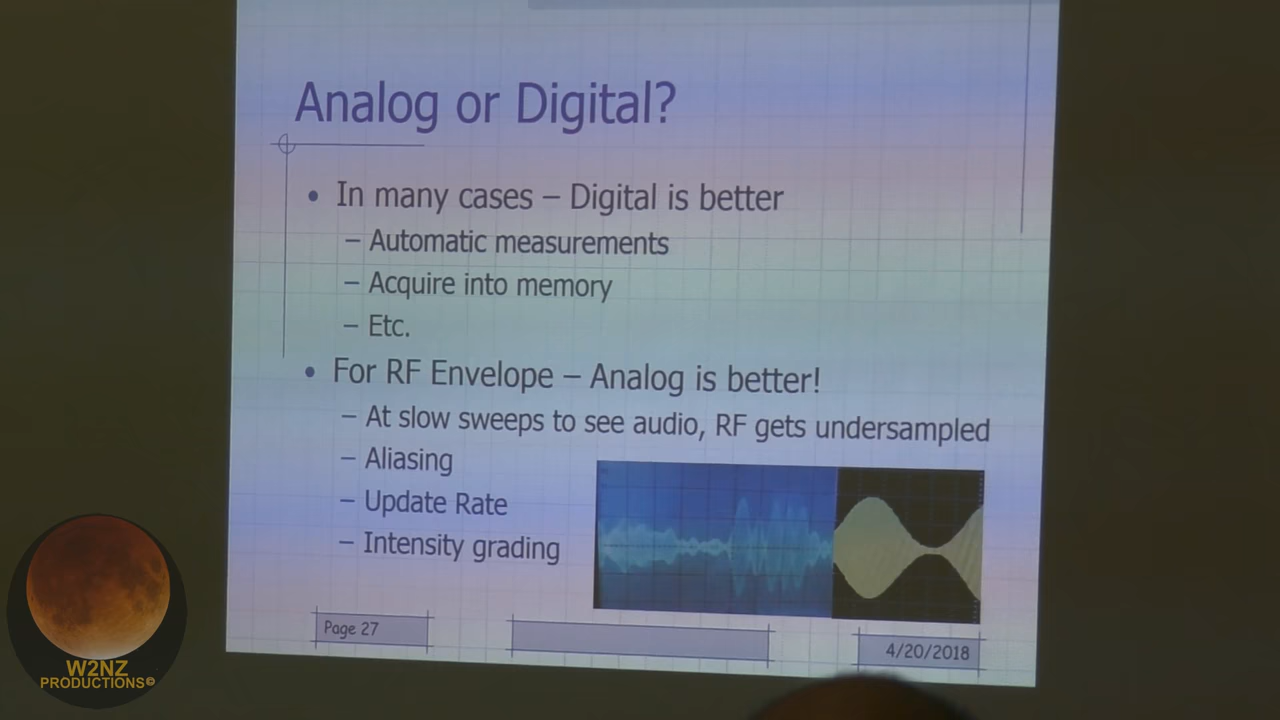 Analog or Digital?
• In many cases – Digital is better
– Automatic measurements
– Acquire into memory
– Etc.
• For RF Envelope – Analog is better!
– At slow sweeps to see audio, RF gets undersampled
– Aliasing
– Update Rate
– Intensity grading
Page 27
4/20/2018
W2NZ
PRODUCTIONS©